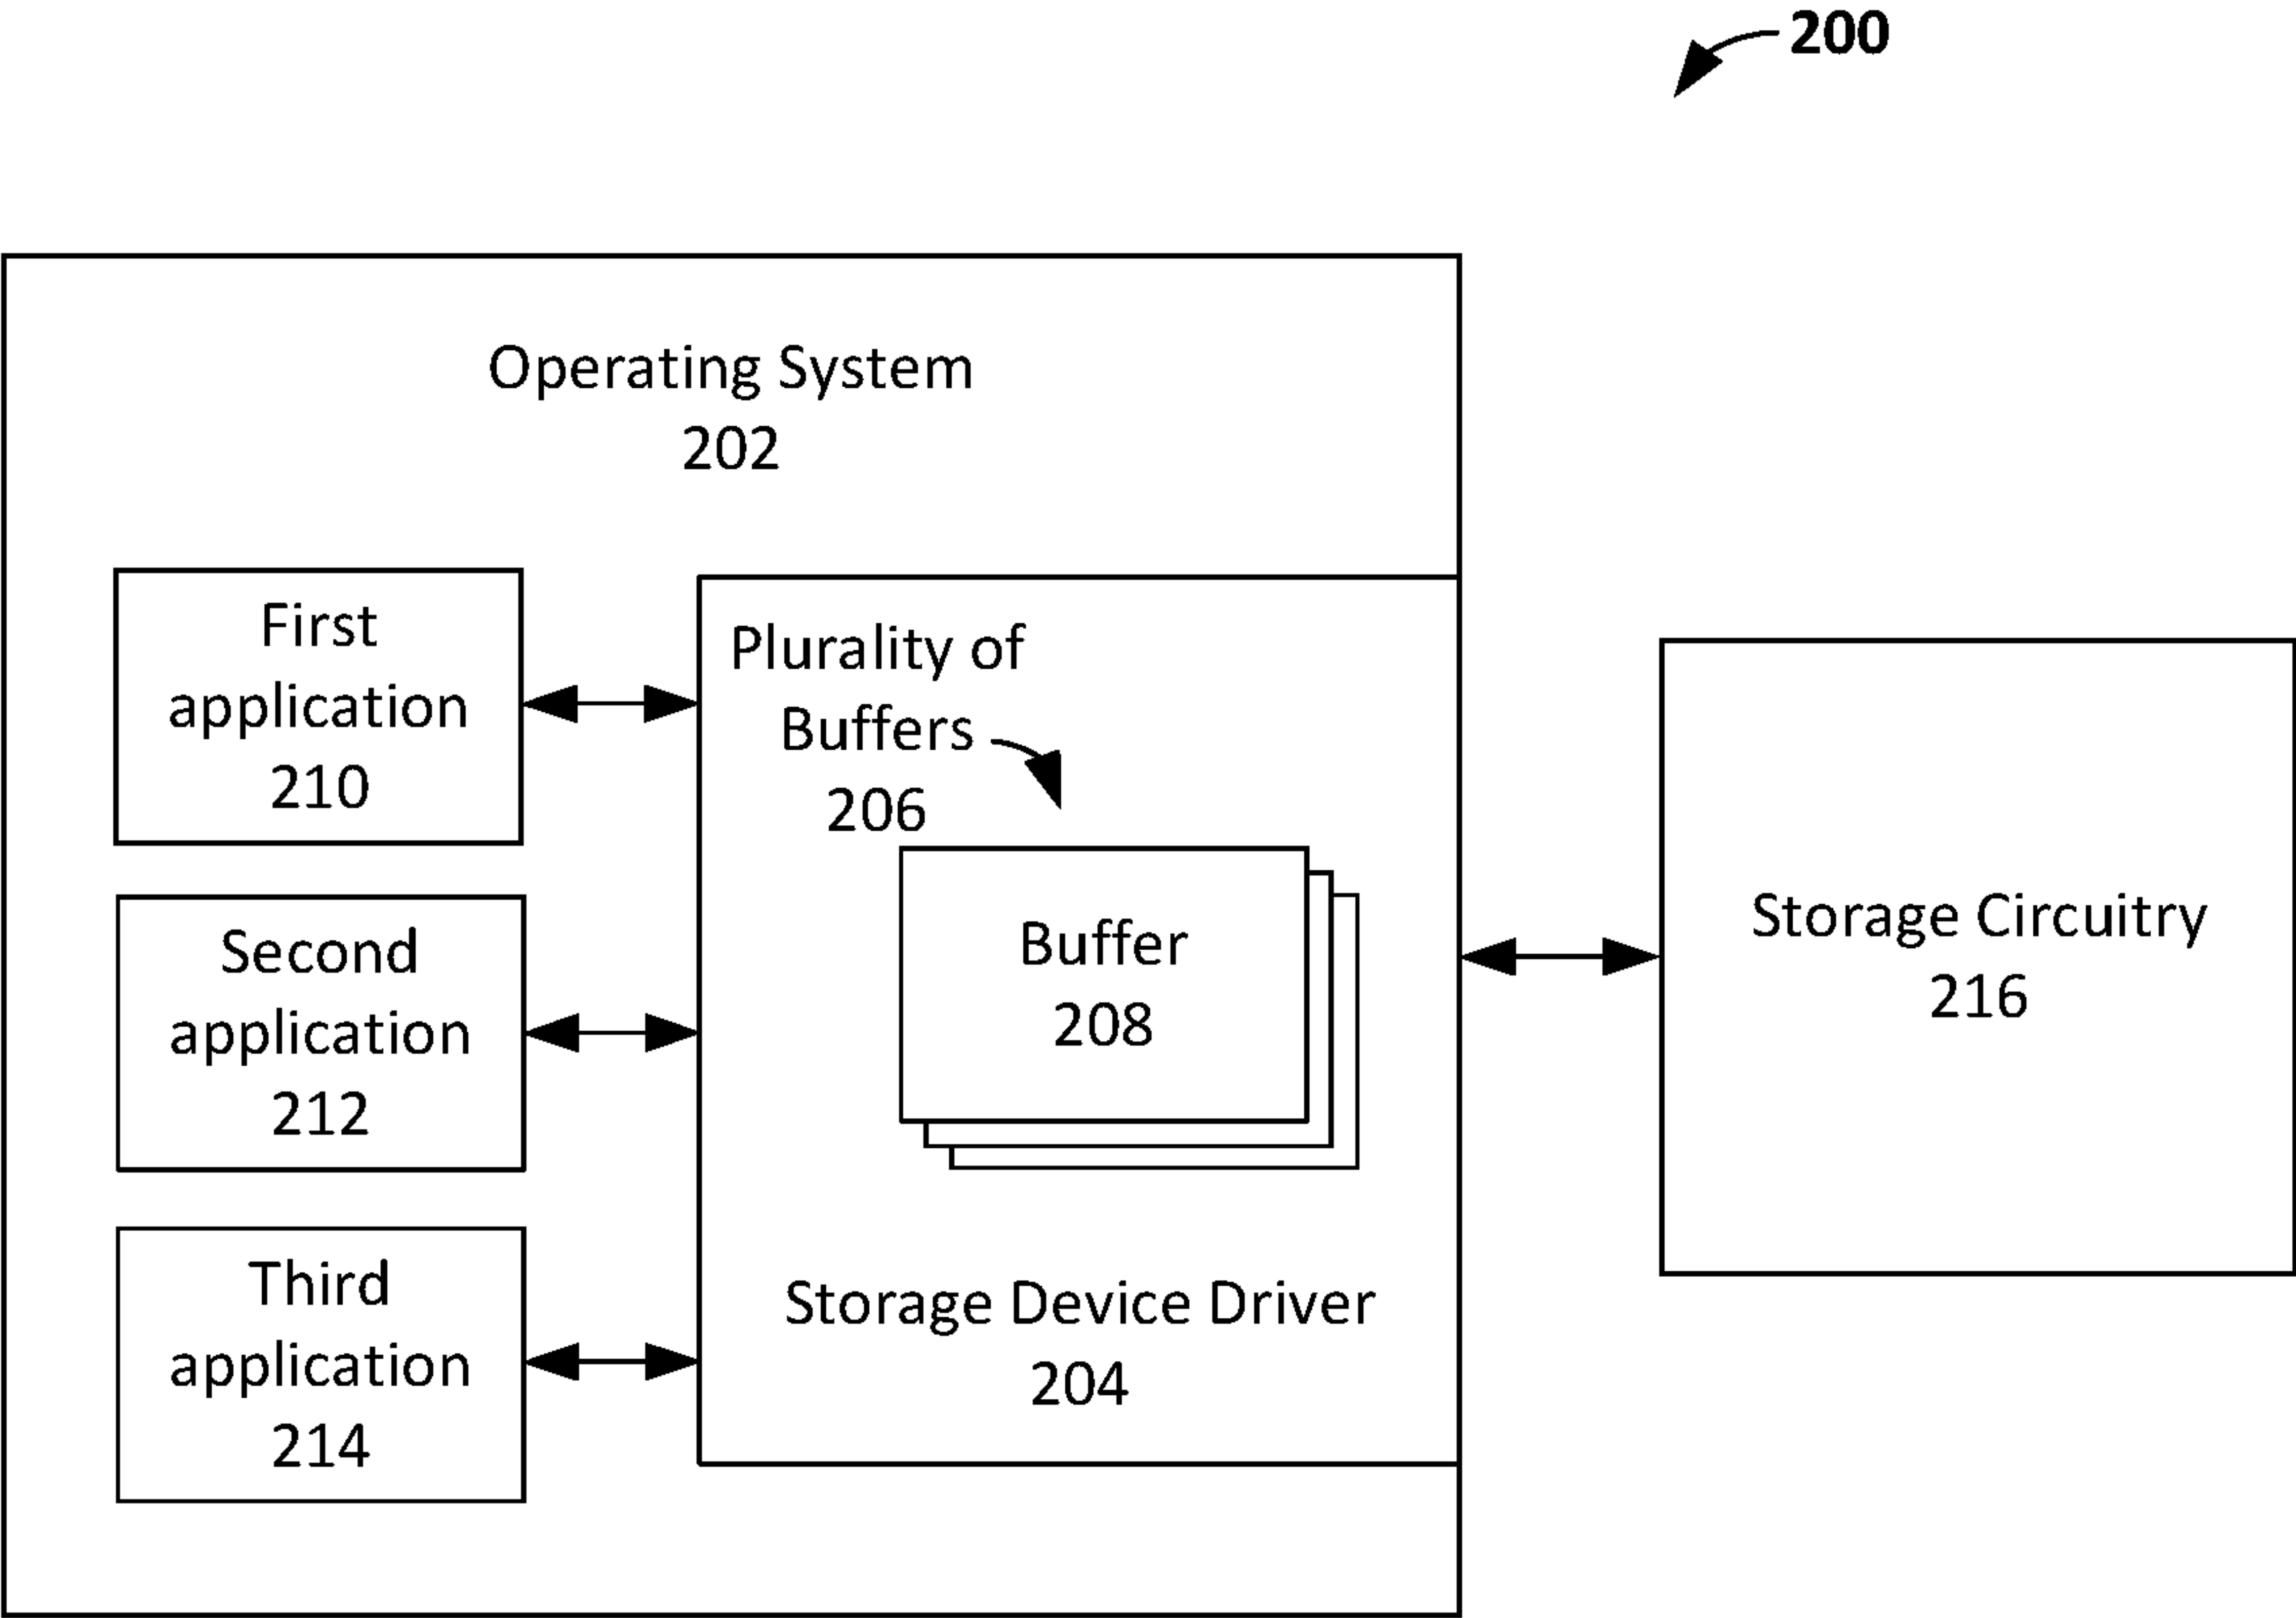 200
Operating System
202
First
application
210
Second
application
212
Third
application
214
Plurality of
Buffers
206
Buffer
208
Storage Device Driver
204
Storage Circuitry
216